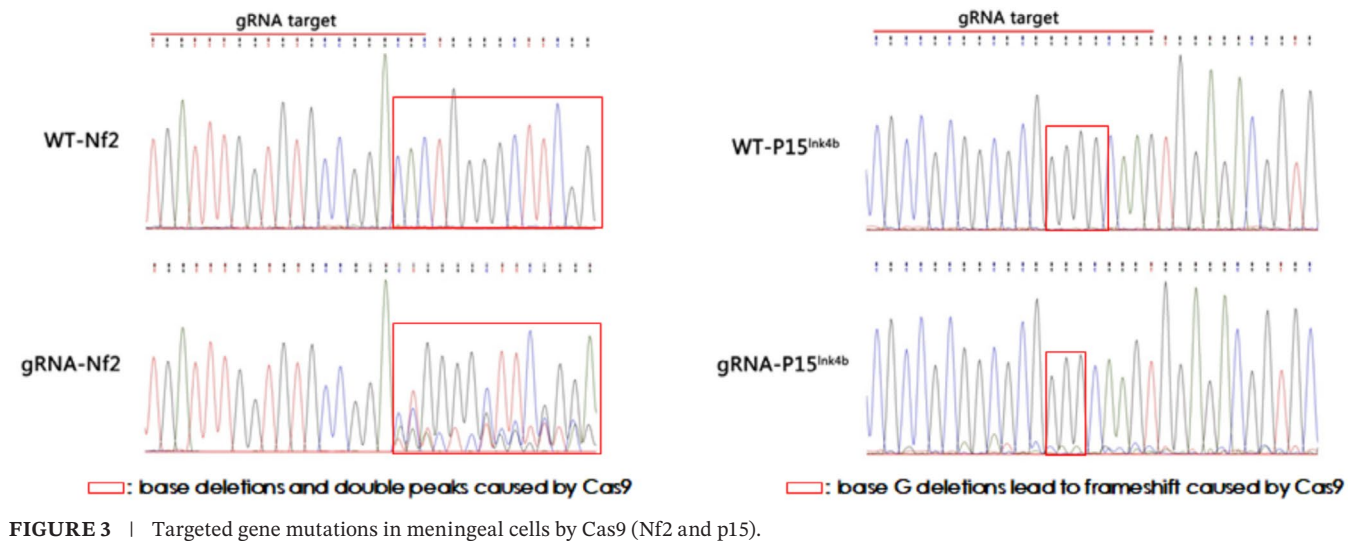 gRNA target
gRNA target
WT-Nf2
WT-P15Ink4b
gRNA-Nf2
gRNA-P15Ink4b
: base deletions and double peaks caused by Cas9
: base G deletions lead to frameshift caused by Cas9
FIGURE 3 | Targeted gene mutations in meningeal cells by Cas9 (Nf2 and p15).